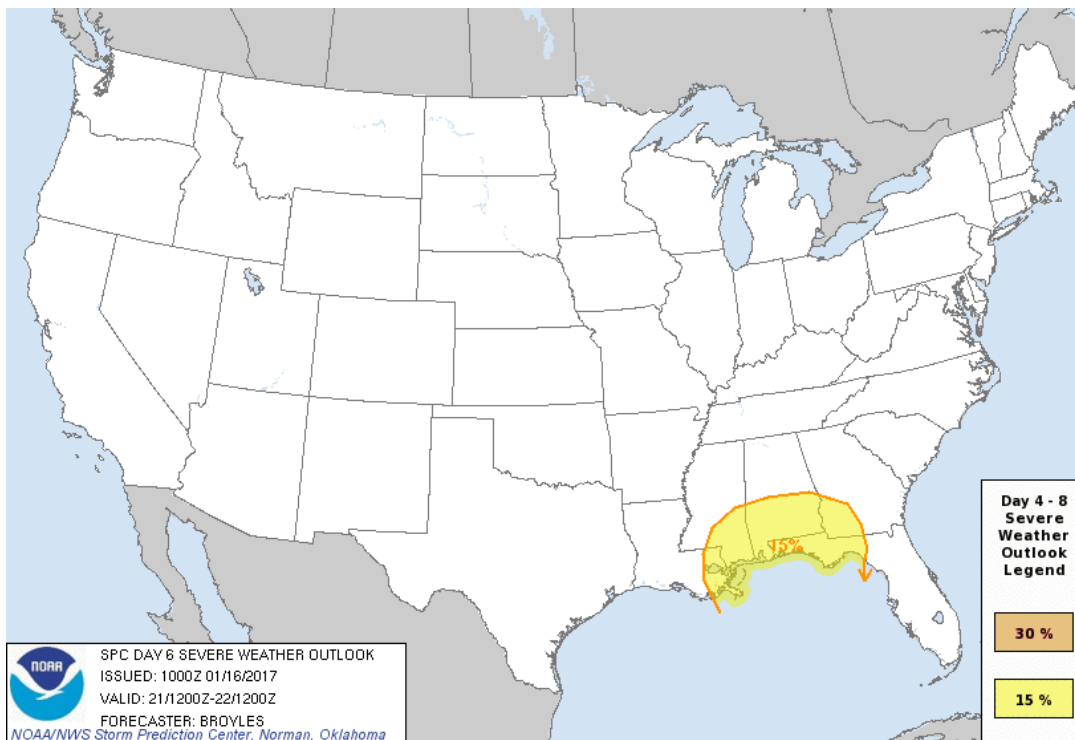 15%
Day 4 - 8
Severe
Weather
Outlook
Legend
30 %
15 %
NOAA
SPC DAY 6 SEVERE WEATHER OUTLOOK
ISSUED: 1000Z 01/16/2017
VALID: 21/1200Z-22/1200Z
FORECASTER: BROYLES
NOAA/NWS Storm Prediction Center, Norman, Oklahoma